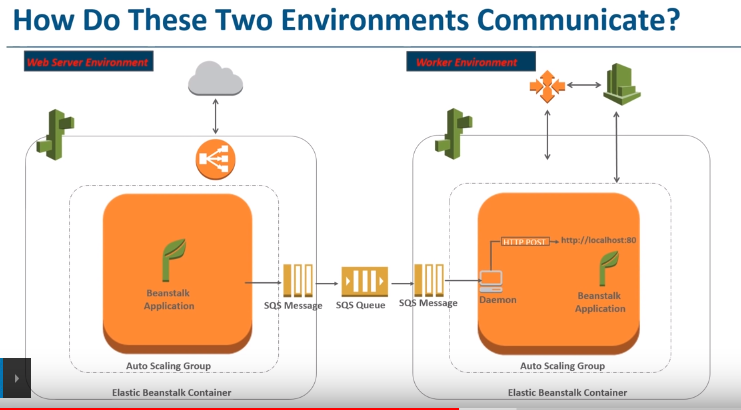 How Do These Two Environments Communicate?
Web Server Environment
Worker Environment
HTTP POST
http://localhost:80
Beanstalk
Application
SQS Message
SQS Queue
SQS Message
Daemon
Beanstalk
Application
Auto Scaling Group
Auto Scaling Group
Elastic Beanstalk Container
Elastic Beanstalk Container